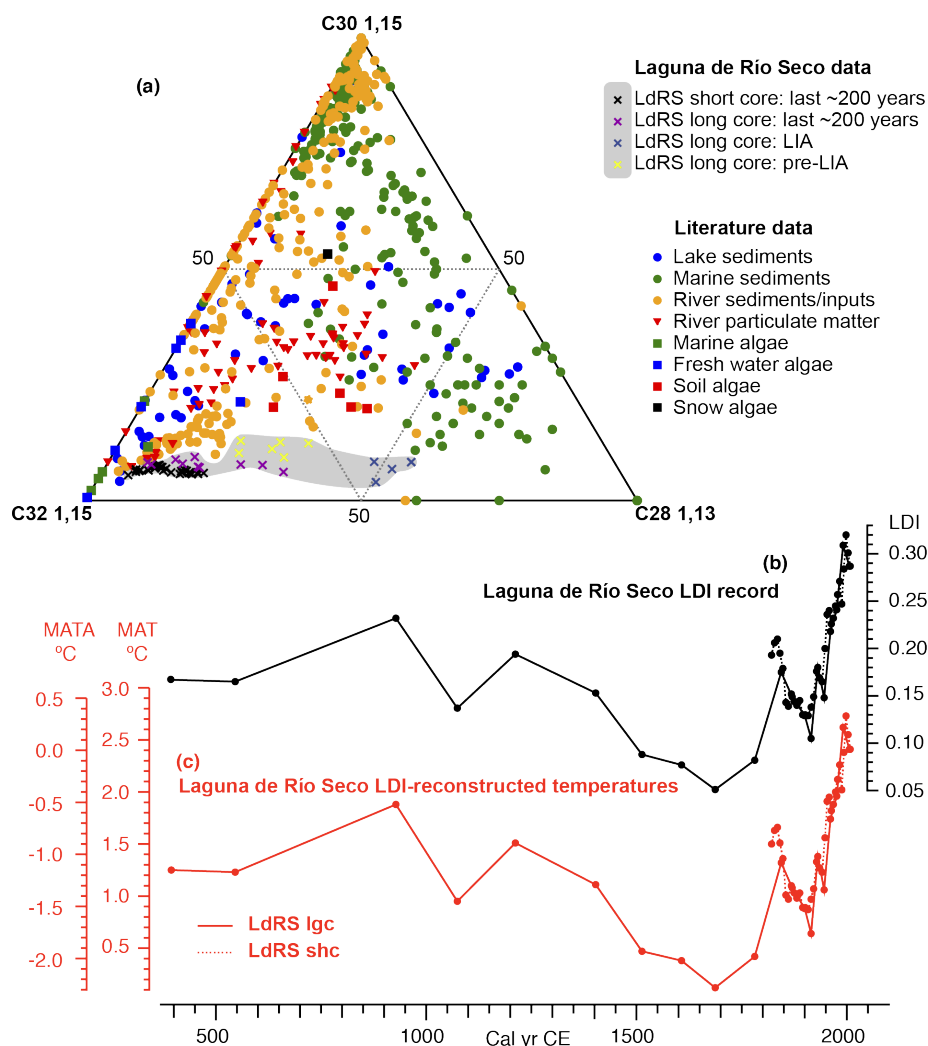 C30 1,15
(a)
Laguna de Río Seco data
LdRS short core: last ~200 years
LdRS long core: last ~200 years
LdRS long core: LIA
LdRS long core: pre-LIA
Literature data
Lake sediments
Marine sediments
River sediments/inputs
River particulate matter
Marine algae
Fresh water algae
Soil algae
Snow algae
50
50
50
C32 1,15
C28 1,13
LDI
(b)
Laguna de Río Seco LDI record
0.30
0.25
0.20
0.15
0.10
0.05
MATA
ºC
MAT
ºC
0.5
0.0
-0.5
-1.0
-1.5
-2.0
3.0
2.5
2.0
1.5
1.0
0.5
(c)
Laguna de Río Seco LDI-reconstructed temperatures
LdRS lgc
LdRS shc
500
1000
1500
2000
Cal yr CE